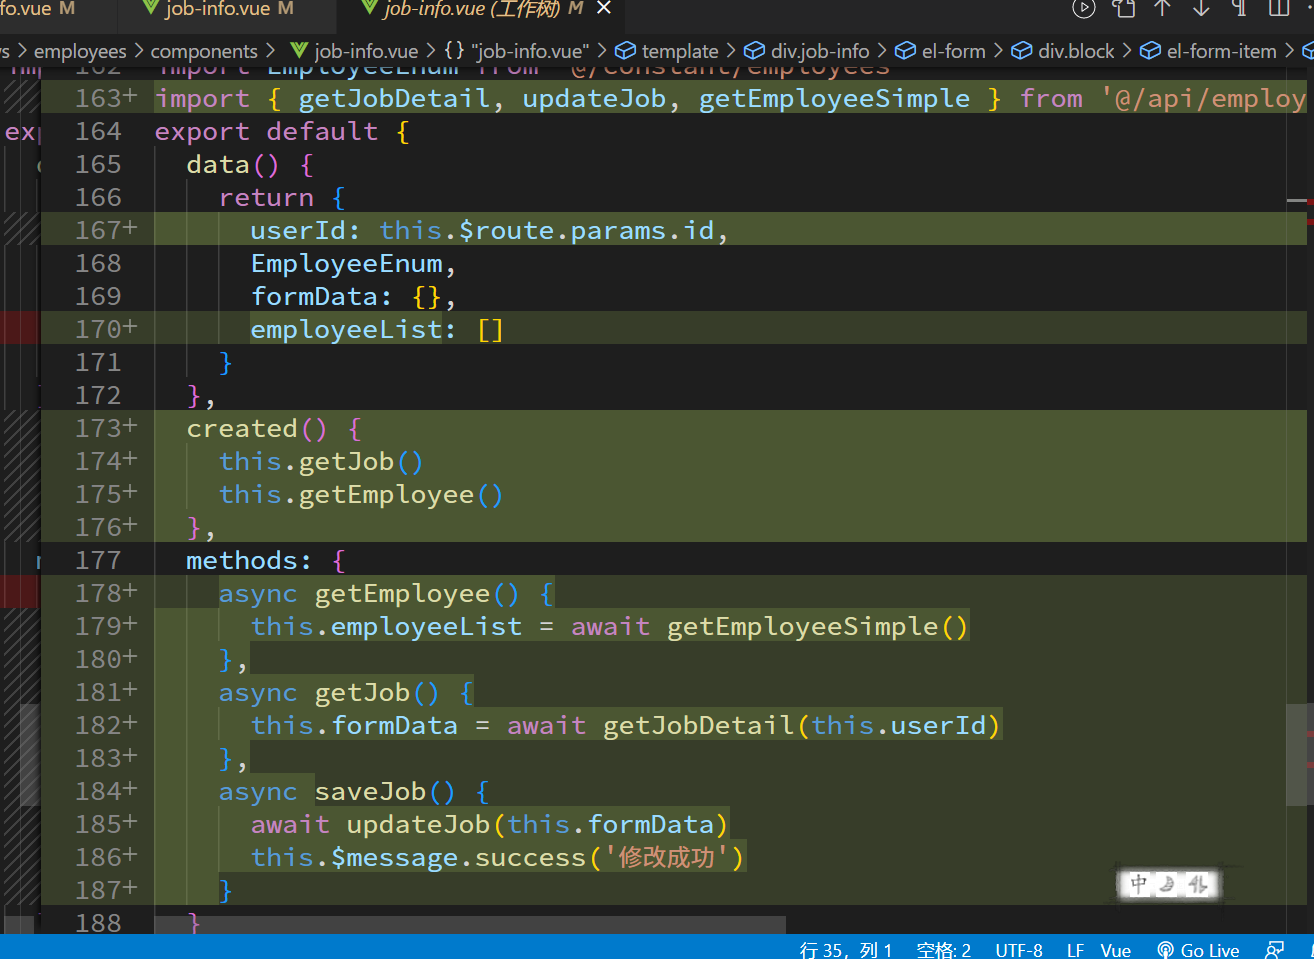 fo.vue M job-info.vue M job-info.vue (工作树) M
employees > components > job-info.vue > {} "job-info.vue" > template > div.job-info > el-form > div.block > el-form-item >
162 import EmployeeEnum from '@/constant/employees
163+ import { getJobDetail, updateJob, getEmployeeSimple } from '@/api/employ
164 export default {
165 data() {
166 return {
167+ userId: this.$route.params.id,
168 EmployeeEnum,
169 formData: {},
170+ employeeList: []
171 }
172 },
173+ created() {
174+ this.getJob()
175+ this.getEmployee()
176+ },
177 methods: {
178+ async getEmployee() {
179+ this.employeeList = await getEmployeeSimple()
180+ },
181+ async getJob() {
182+ this.formData = await getJobDetail(this.userId)
183+ },
184+ async saveJob() {
185+ await updateJob(this.formData)
186+ this.$message.success('修改成功')
187+ }
188 }
中
行 35，列 1 空格: 2 UTF-8 LF Vue Go Live